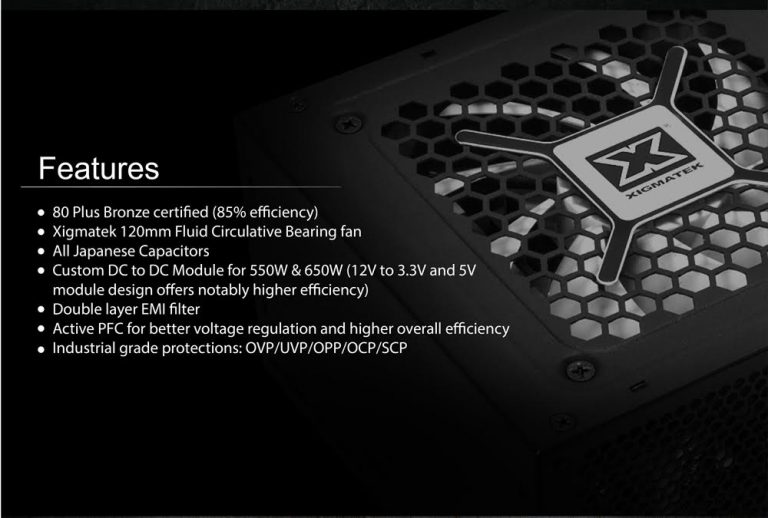 Features
• 80 Plus Bronze certified (85% efficiency)
• Xigmatek 120mm Fluid Circulative Bearing fan
• All Japanese Capacitors
• Custom DC to DC Module for 550W & 650W (12V to 3.3V and 5V
module design offers notably higher efficiency)
• Double layer EMI filter
• Active PFC for better voltage regulation and higher overall efficiency
• Industrial grade protections: OVP/UVP/OPP/OCP/SCP
XIGMATEK